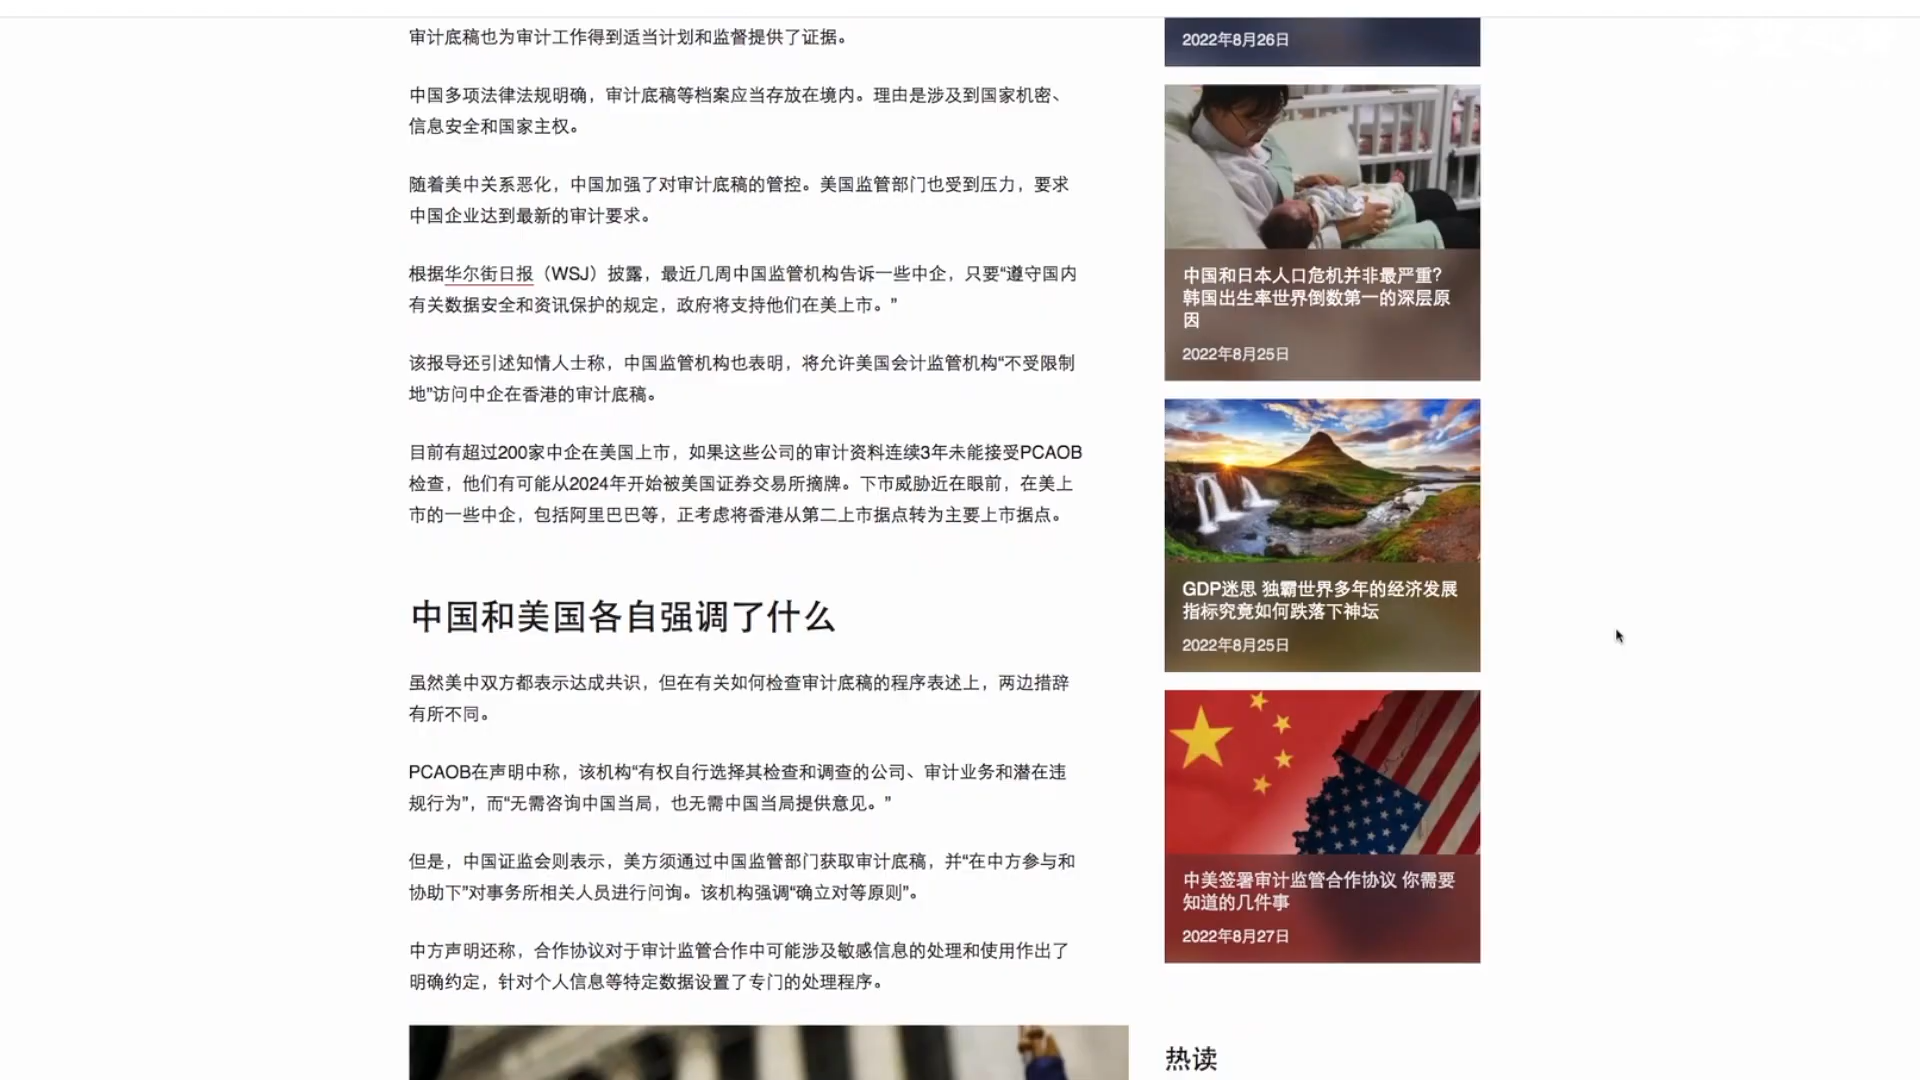 审计底稿也为审计工作得到适当计划和监督提供了证据。
中国多项法律法规明确，审计底稿等档案应当存放在境内。理由是涉及到国家机密、
信息安全和国家主权。
随着美中关系恶化，中国加强了对审计底稿的管控。美国监管部门也受到压力，要求
中国企业达到最新的审计要求。
根据华尔街日报（WSJ）披露，最近几周中国监管机构告诉一些中企，只要“遵守国内
有关数据安全和资讯保护的规定，政府将支持他们在美上市。”
该报导还引述知情人士称，中国监管机构也表明，将允许美国会计监管机构“不受限制
地”访问中企在香港的审计底稿。
目前有超过200家中企在美国上市，如果这些公司的审计资料连续3年未能接受PCAOB
检查，他们有可能从2024年开始被美国证券交易所摘牌。下市威胁近在眼前，在美上
市的一些中企，包括阿里巴巴等，正考虑将香港从第二上市据点转为主要上市据点。
中国和美国各自强调了什么
虽然美中双方都表示达成共识，但在有关如何检查审计底稿的程序表述上，两边措辞
有所不同。
PCAOB在声明中称，该机构“有权自行选择其检查和调查的公司、审计业务和潜在违
规行为”，而“无需咨询中国当局，也无需中国当局提供意见。”
但是，中国证监会则表示，美方须通过中国监管部门获取审计底稿，并“在中方参与和
协助下”对事务所相关人员进行问询。该机构强调“确立对等原则”。
中方声明还称，合作协议对于审计监管合作中可能涉及敏感信息的处理和使用作出了
明确约定，针对个人信息等特定数据设置了专门的处理程序。
2022年8月26日
中国和日本人口危机并非最严重？
韩国出生率世界倒数第一的深层原
因
2022年8月25日
GDP迷思 独霸世界多年的经济发展
指标究竟如何跌落下神坛
2022年8月25日
中美签署审计监管合作协议 你需要
知道的几件事
2022年8月27日
热读